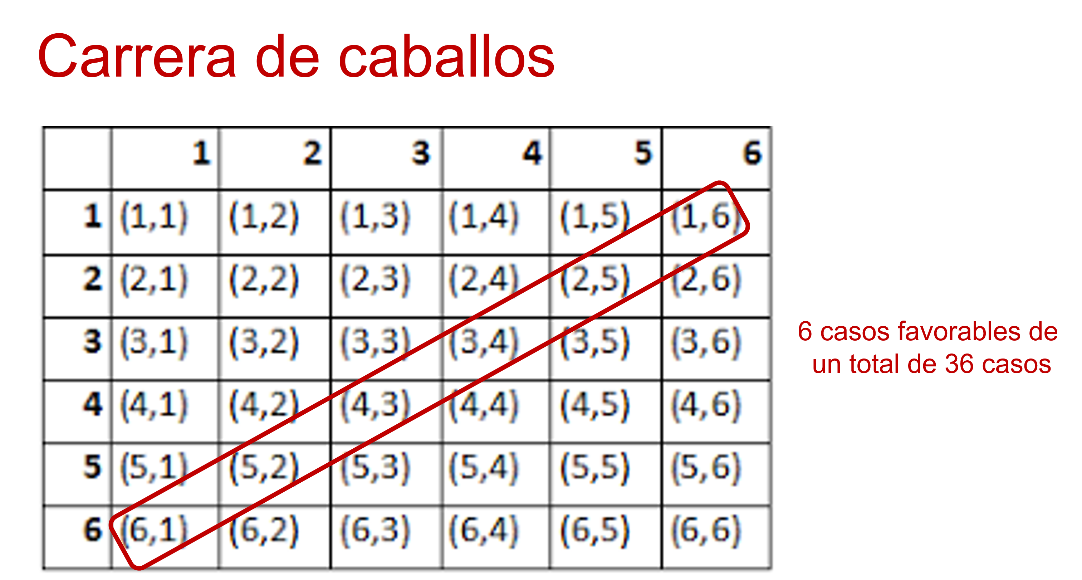 Carrera de caballos
1 2 3 4 5 6
1 (1,1) (1,2) (1,3) (1,4) (1,5) (1,6)
2 (2,1) (2,2) (2,3) (2,4) (2,5) (2,6)
3 (3,1) (3,2) (3,3) (3,4) (3,5) (3,6)
4 (4,1) (4,2) (4,3) (4,4) (4,5) (4,6)
5 (5,1) (5,2) (5,3) (5,4) (5,5) (5,6)
6 (6,1) (6,2) (6,3) (6,4) (6,5) (6,6)
6 casos favorables de
un total de 36 casos